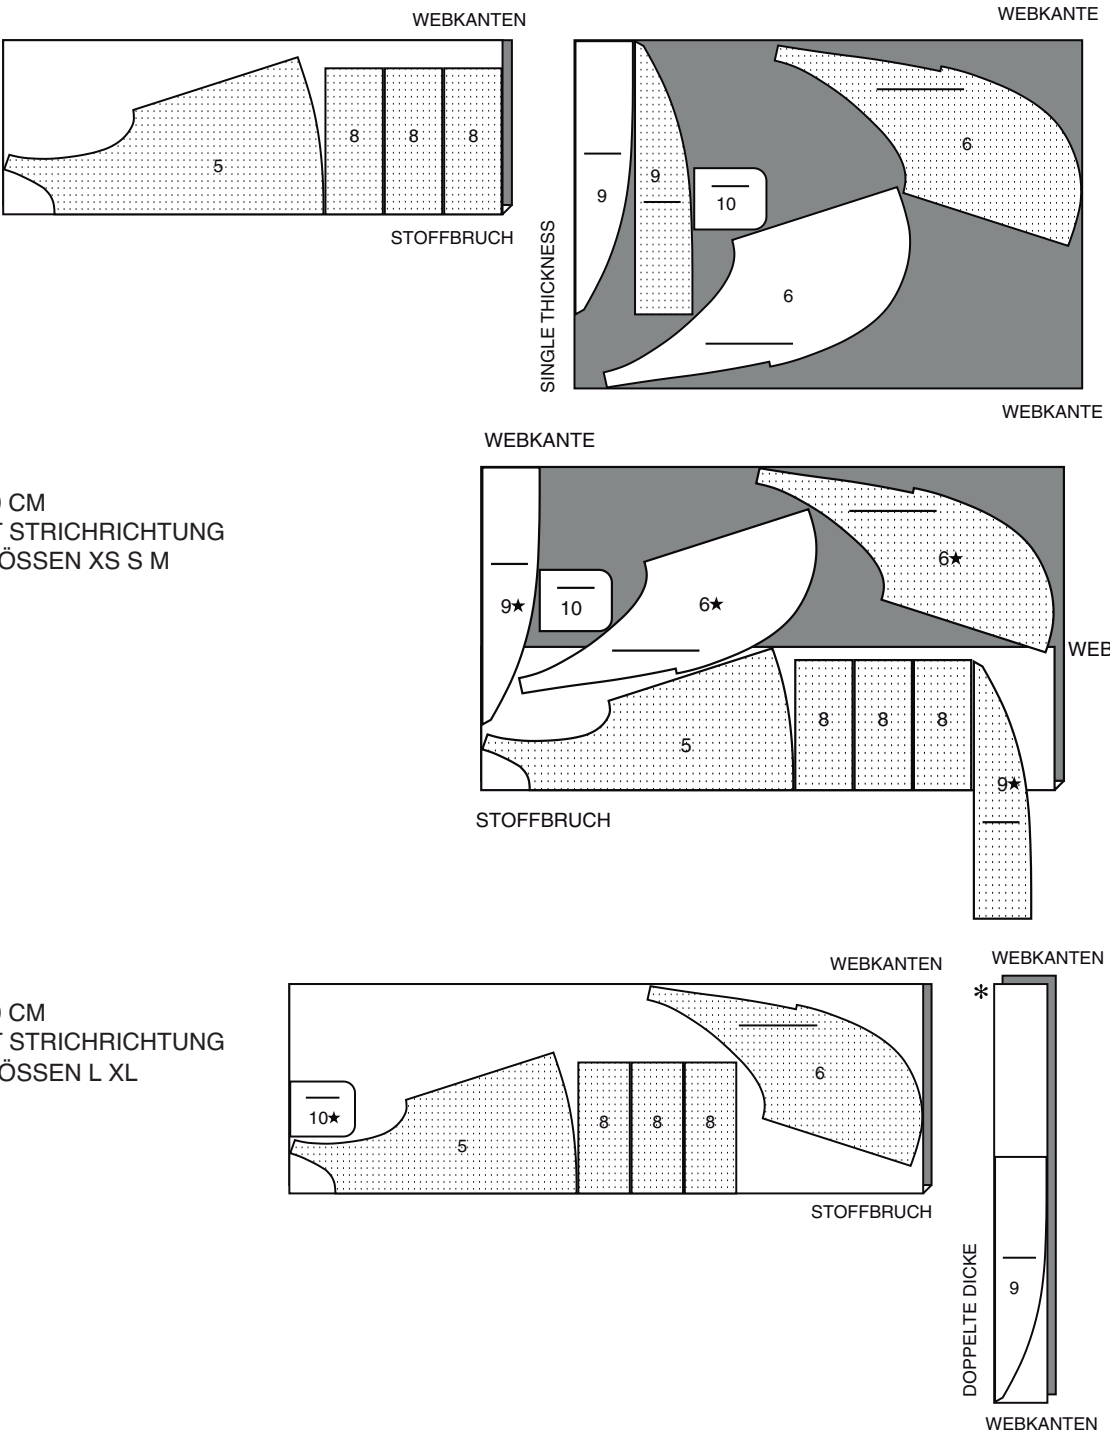 WEBKANTEN
5
8
8
8
STOFFBRUCH
WEBKANTE
SINGLE THICKNESS
9
9
10
6
6
WEBKANTE
CM
STRICHRICHTUNG
ÖSSEN XS S M
WEBKANTE
9★
10
6★
6★
WEB
5
8
8
8
9★
STOFFBRUCH
CM
STRICHRICHTUNG
ÖSSEN L XL
WEBKANTEN
10★
5
8
8
8
6
STOFFBRUCH
WEBKANTEN
*
DOPPELTE DICKE
9
WEBKANTEN